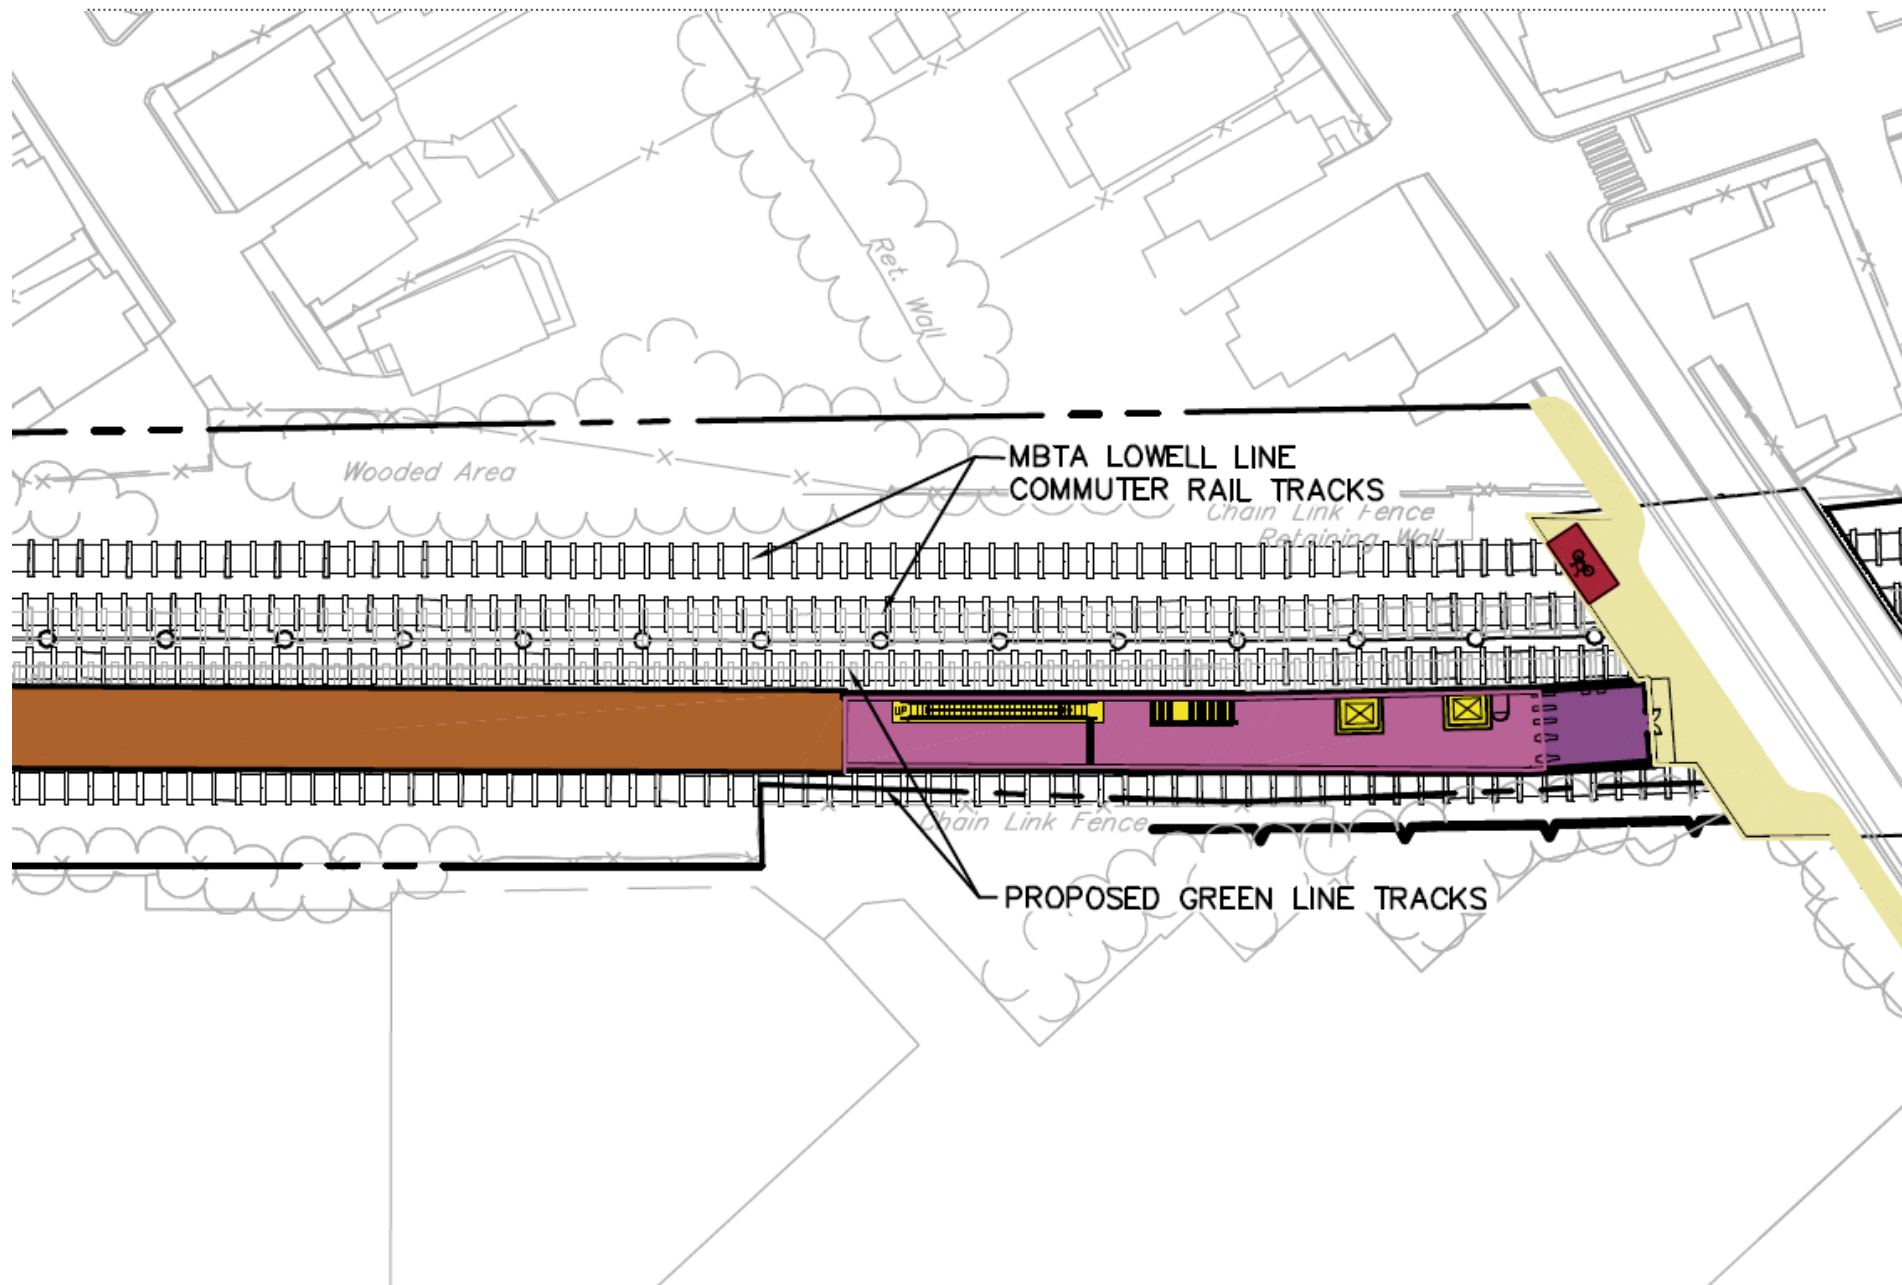 Ret. Wall
MBTA LOWELL LINE
COMMUTER RAIL TRACKS
Wooded Area
Chain Link Fence
Retaining Wall
UP
Chain Link Fence
PROPOSED GREEN LINE TRACKS